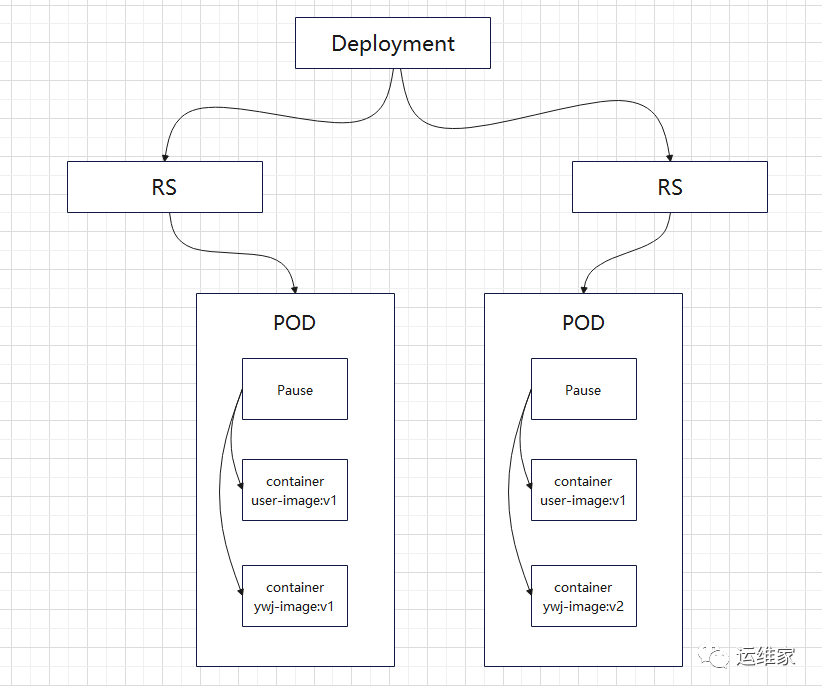 Deployment
RS
RS
POD
Pause
container
user-image:v1
container
ywj-image:v1
POD
Pause
container
user-image:v1
container
ywj-image:v2
运维家